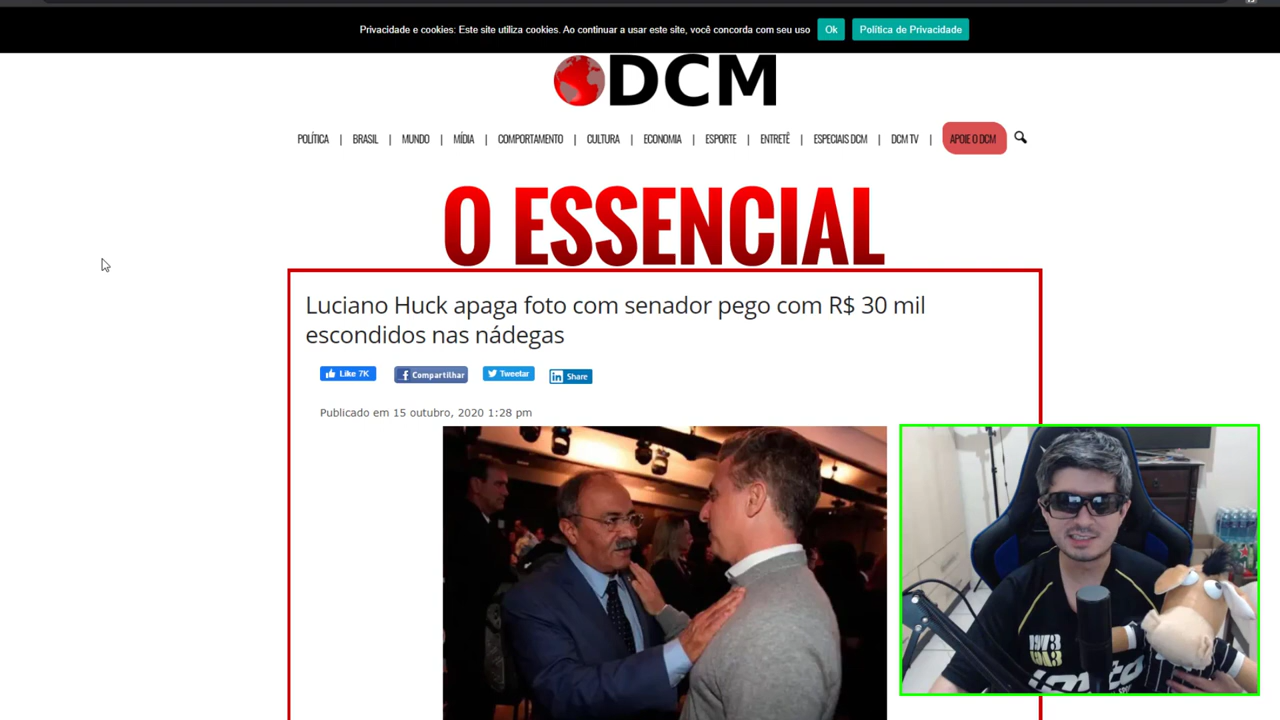 Privacidade e cookies: Este site utiliza cookies. Ao continuar a usar este site, você concorda com seu uso Ok Política de Privacidade
DCM
POLÍTICA | BRASIL | MUNDO | MÍDIA | COMPORTAMENTO | CULTURA | ECONOMIA | ESPORTE | ENTRETÊ | ESPECIAIS DCM | DCM TV | APOIE O DCM
O ESSENCIAL
Luciano Huck apaga foto com senador pego com R$ 30 mil
escondidos nas nádegas
Like 7K Compartilhar Tweetar Share
Publicado em 15 outubro, 2020 1:28 pm
1973